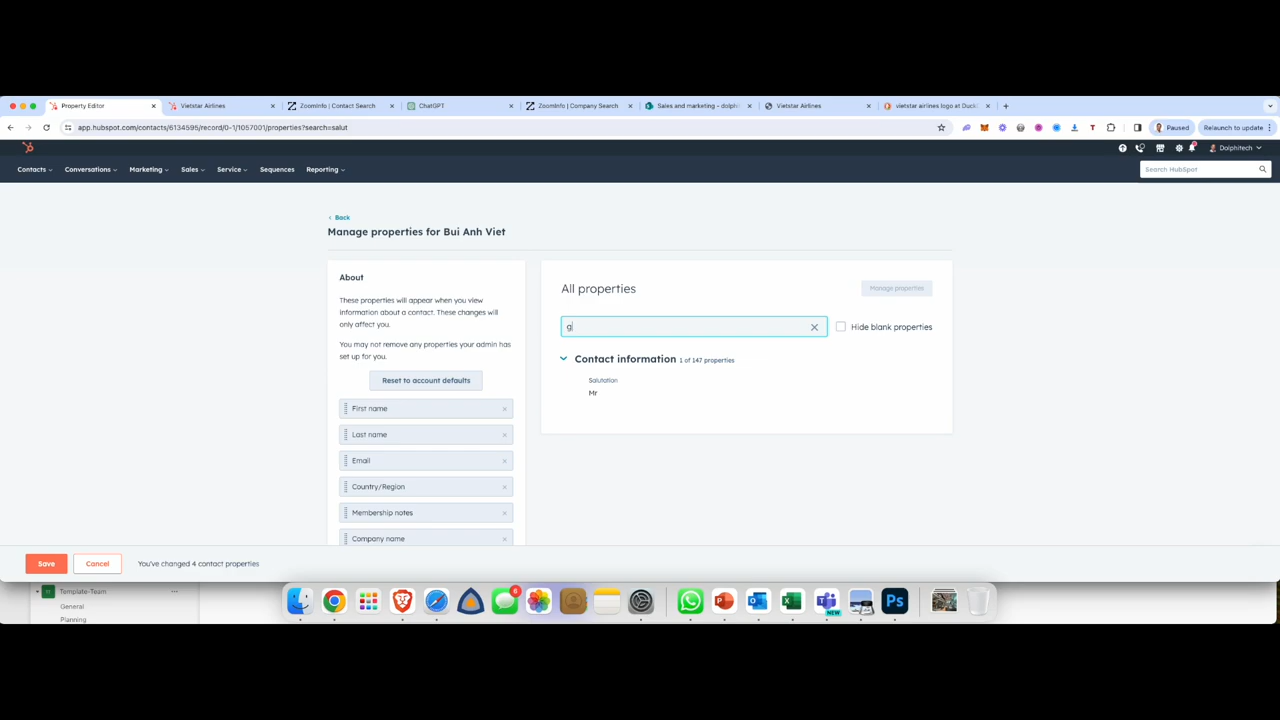 Property Editor
Vietstar Airlines
ZoomInfo | Contact Search
ChatGPT
ZoomInfo | Company Search
Sales and marketing - dolphi
Vietstar Airlines
vietstar airlines logo at Duck
app.hubspot.com/contacts/6134595/record/0-1/1057001/properties?search=salut
Paused
Relaunch to update
Dolphitech
Contacts
Conversations
Marketing
Sales
Service
Sequences
Reporting
Search HubSpot
Back
Manage properties for Bui Anh Viet
About
These properties will appear when you view
information about a contact. These changes will
only affect you.
You may not remove any properties your admin has
set up for you.
Reset to account defaults
First name
Last name
Email
Country/Region
Membership notes
Company name
All properties
Manage properties
g
Hide blank properties
Contact information 1 of 147 properties
Salutation
Mr
Save
Cancel
You've changed 4 contact properties
Template-Team
General
Planning
6
NEW
Ps